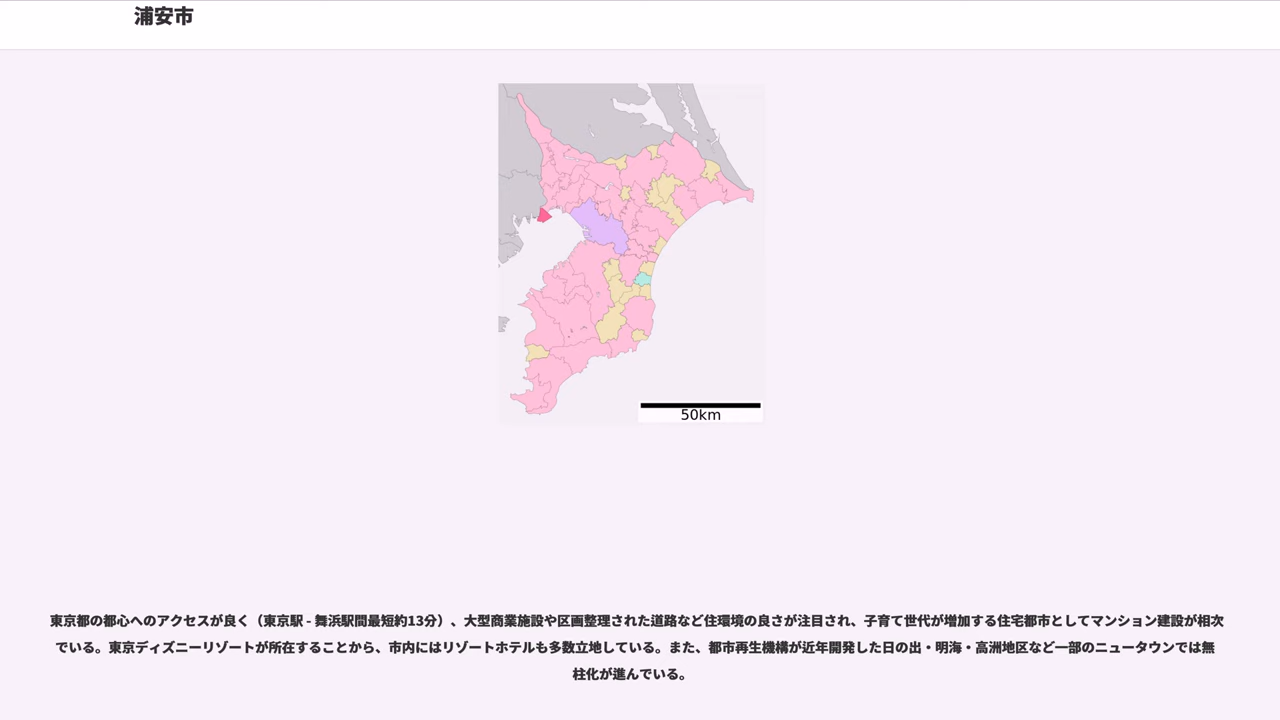 浦安市
50km
東京都の都心へのアクセスが良く（東京駅 - 舞浜駅間最短約13分）、大型商業施設や区画整理された道路など住環境の良さが注目され、子育て世代が増加する住宅都市としてマンション建設が相次
でいる。東京ディズニーリゾートが所在することから、市内にはリゾートホテルも多数立地している。また、都市再生機構が近年開発した日の出・明海・高洲地区など一部のニュータウンでは無
柱化が進んでいる。